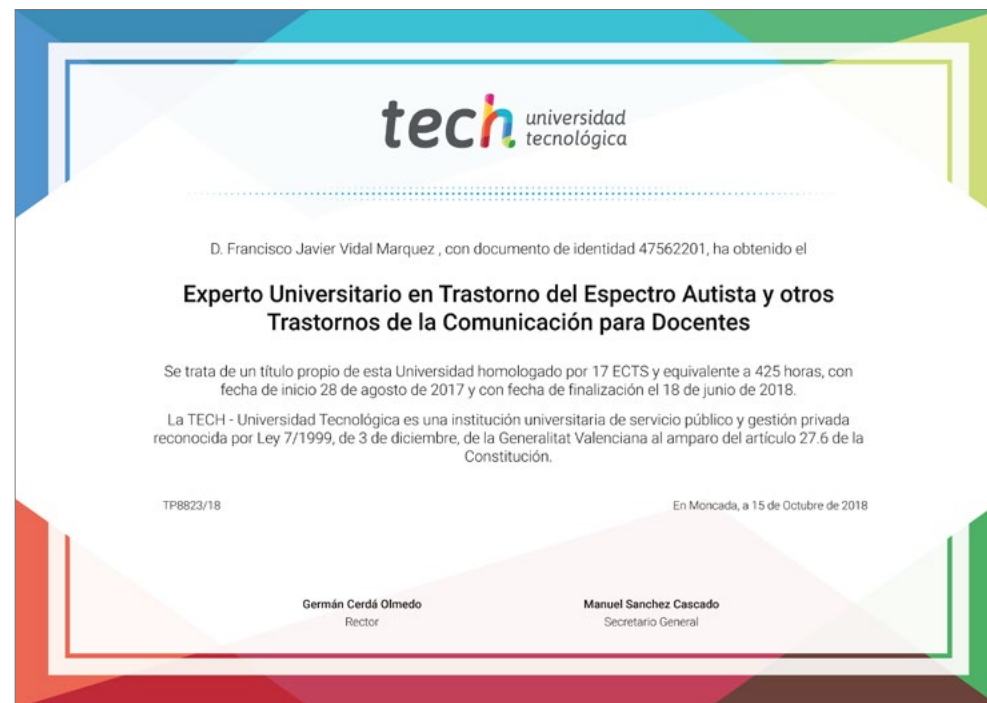 tech universidad
tecnológica
D. Francisco Javier Vidal Marquez , con documento de identidad 47562201, ha obtenido el
Experto Universitario en Trastorno del Espectro Autista y otros
Trastornos de la Comunicación para Docentes
Se trata de un título propio de esta Universidad homologado por 17 ECTS y equivalente a 425 horas, con
fecha de inicio 28 de agosto de 2017 y con fecha de finalización el 18 de junio de 2018.
La TECH - Universidad Tecnológica es una institución universitaria de servicio público y gestión privada
reconocida por Ley 7/1999, de 3 de diciembre, de la Generalitat Valenciana al amparo del artículo 27.6 de la
Constitución.
TP8823/18
En Moncada, a 15 de Octubre de 2018
Germán Cerdá Olmedo
Rector
Manuel Sanchez Cascado
Secretario General